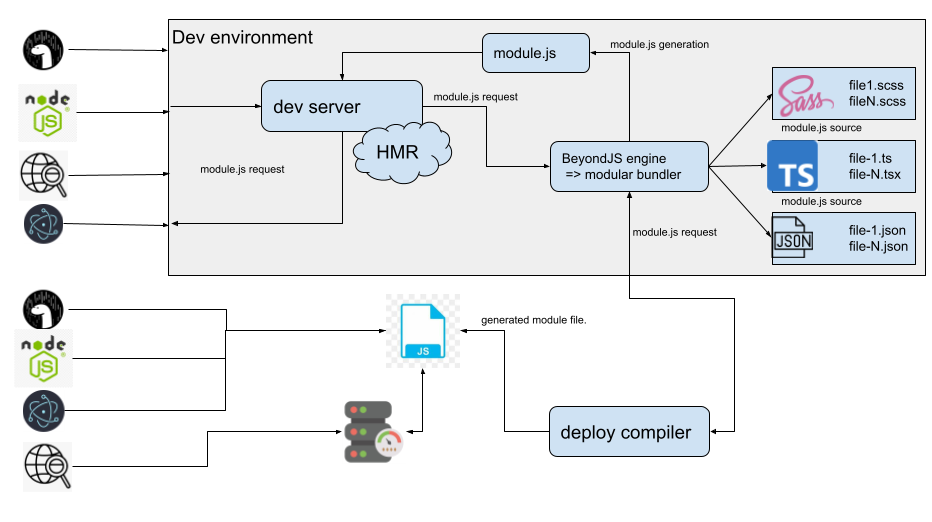 Dev environment
module.js
module.js generation
file1.scss
fileN.scss
Sass
node
JS
dev server
module.js request
module.js source
HMR
BeyondJS engine
=> modular bundler
TS
file-1.ts
file-N.tsx
module.js request
module.js source
file-1.json
file-N.json
JSON
module.js request
generated module file.
JS
node
JS
deploy compiler